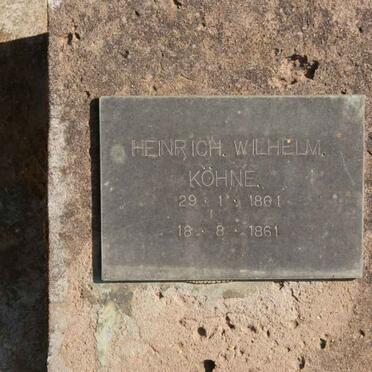 HEINRICH. WILHELM.
KÖHNE.
29 · 1 · 1861
18 · 8 · 1861